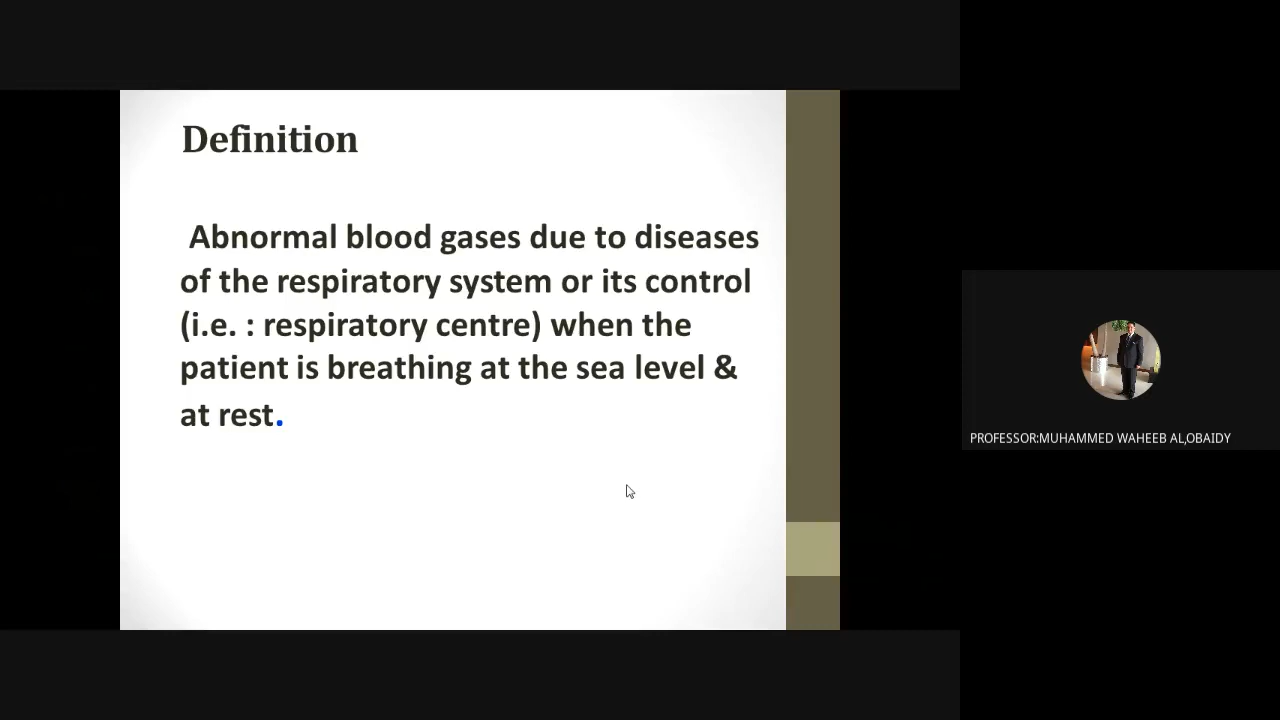 Definition
Abnormal blood gases due to diseases
of the respiratory system or its control
(i.e. : respiratory centre) when the
patient is breathing at the sea level &
at rest.
PROFESSOR:MUHAMMED WAHEEB AL,OBAIDY